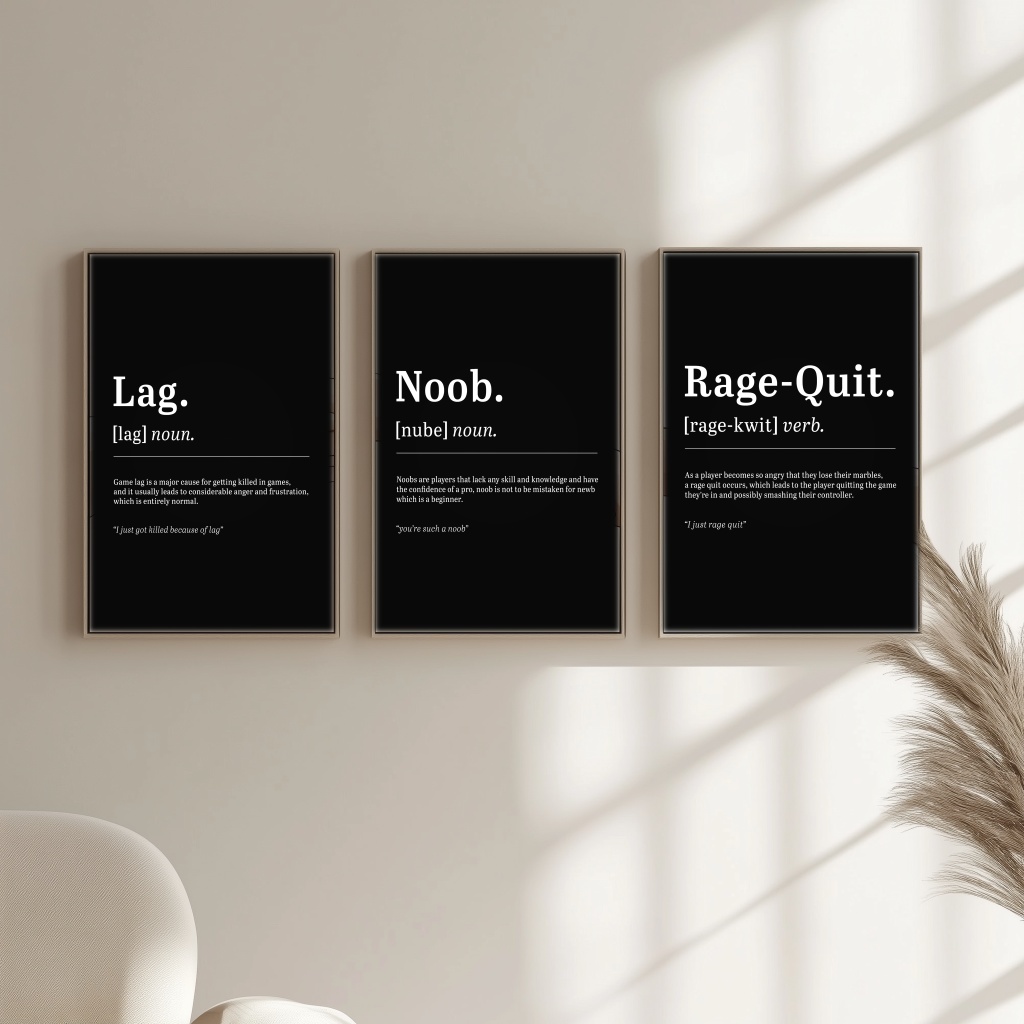 Lag.
[lag] noun.
Game lag is a major cause for getting killed in games,
and it usually leads to considerable anger and frustration,
which is entirely normal.
"I just got killed because of lag"
Noob.
[nube] noun.
Noobs are players that lack any skill and knowledge and have
the confidence of a pro, noob is not to be mistaken for newb
which is a beginner.
"you're such a noob"
Rage-Quit.
[rage-kwit] verb.
As a player becomes so angry that they lose their marbles,
a rage quit occurs, which leads to the player quitting the game
they're in and possibly smashing their controller.
"I just rage quit"